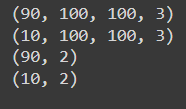 (90, 100, 100, 3)
(10, 100, 100, 3)
(90, 2)
(10, 2)